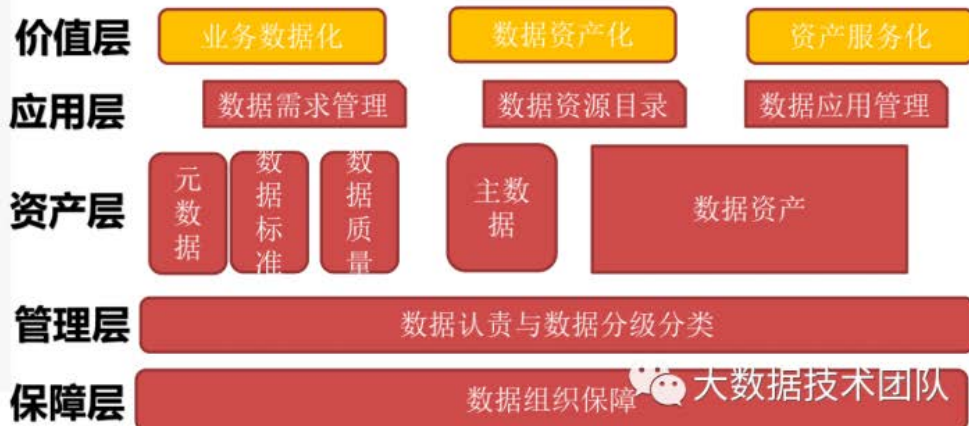 价值层
业务数据化
数据资产化
资产服务化
应用层
数据需求管理
数据资源目录
数据应用管理
资产层
元
数
据
数
据
标
准
数
据
质
量
主数
据
数据资产
管理层
数据认责与数据分级分类
保障层
数据组织保障
大数据技术团队